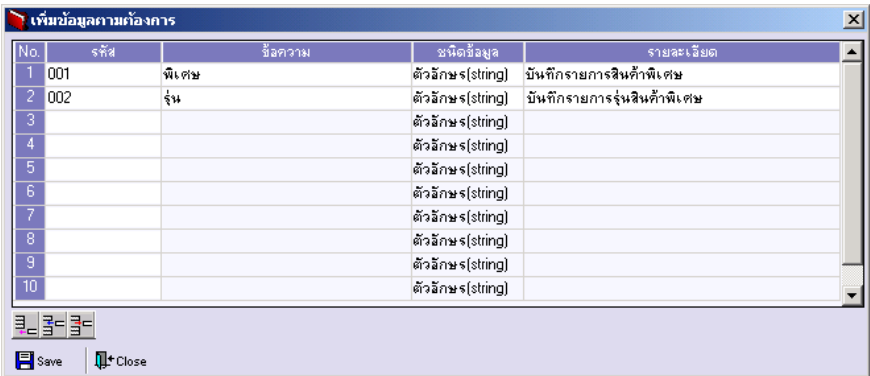 เพิ่มข้อมูลตามต้องการ
No. รหัส ข้อความ ชนิดข้อมูล รายละเอียด
1 001 พิเศษ ตัวอักษร(string) บันทึกรายการสินค้าพิเศษ
2 002 รุ่น ตัวอักษร(string) บันทึกรายการรุ่นสินค้าพิเศษ
3 ตัวอักษร(string)
4 ตัวอักษร(string)
5 ตัวอักษร(string)
6 ตัวอักษร(string)
7 ตัวอักษร(string)
8 ตัวอักษร(string)
9 ตัวอักษร(string)
10 ตัวอักษร(string)
Save Close